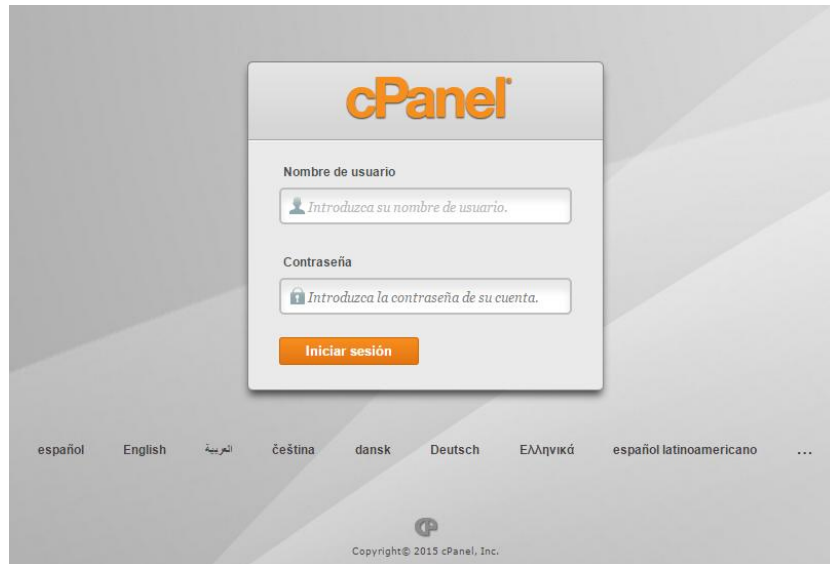 cPanel®
Nombre de usuario
Introduzca su nombre de usuario.
Contraseña
Introduzca la contraseña de su cuenta.
Iniciar sesión
español English العربية čeština dansk Deutsch Ελληνικά español latinoamericano ...
cP
Copyright© 2015 cPanel, Inc.